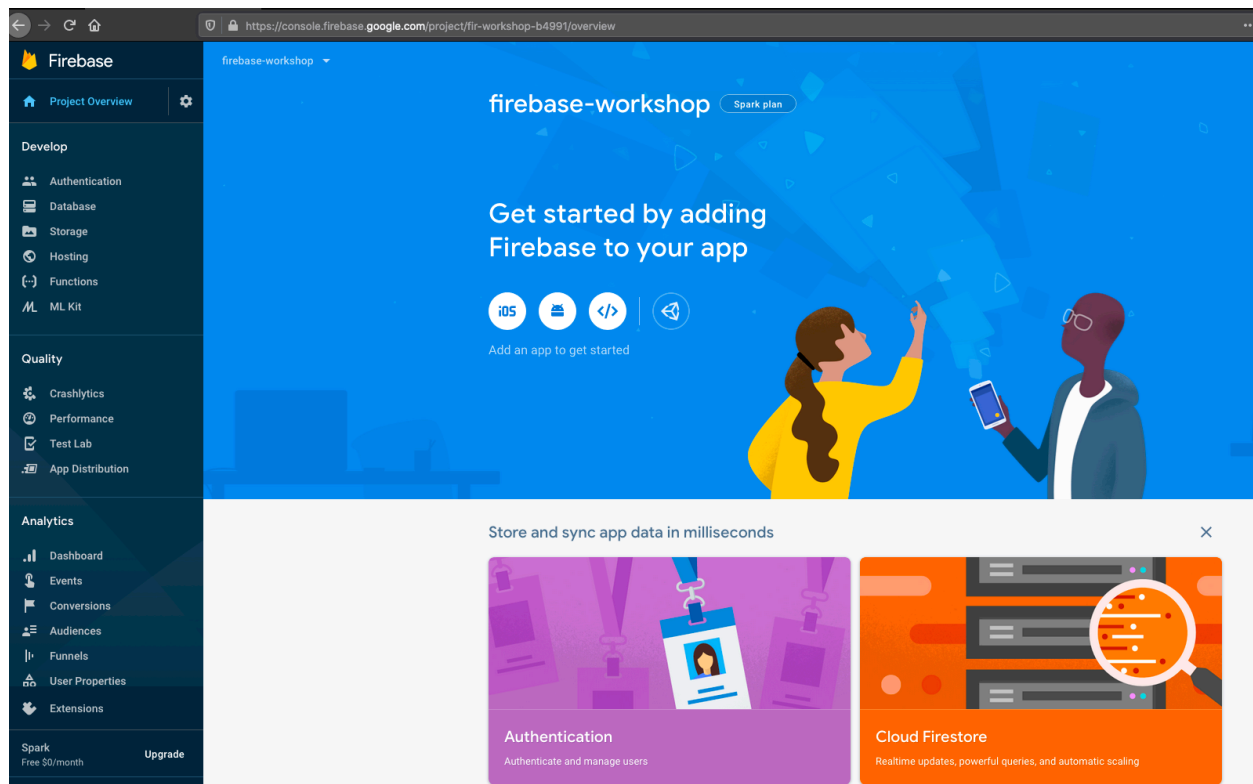 https://console.firebase.google.com/project/fir-workshop-b4991/overview
Firebase
Project Overview
Develop
Authentication
Database
Storage
Hosting
Functions
ML Kit
Quality
Crashlytics
Performance
Test Lab
App Distribution
Analytics
Dashboard
Events
Conversions
Audiences
Funnels
User Properties
Extensions
Spark
Free $0/month
Upgrade
firebase-workshop
firebase-workshop
Spark plan
Get started by adding
Firebase to your app
iOS
Add an app to get started
Store and sync app data in milliseconds
Authentication
Authenticate and manage users
Cloud Firestore
Realtime updates, powerful queries, and automatic scaling